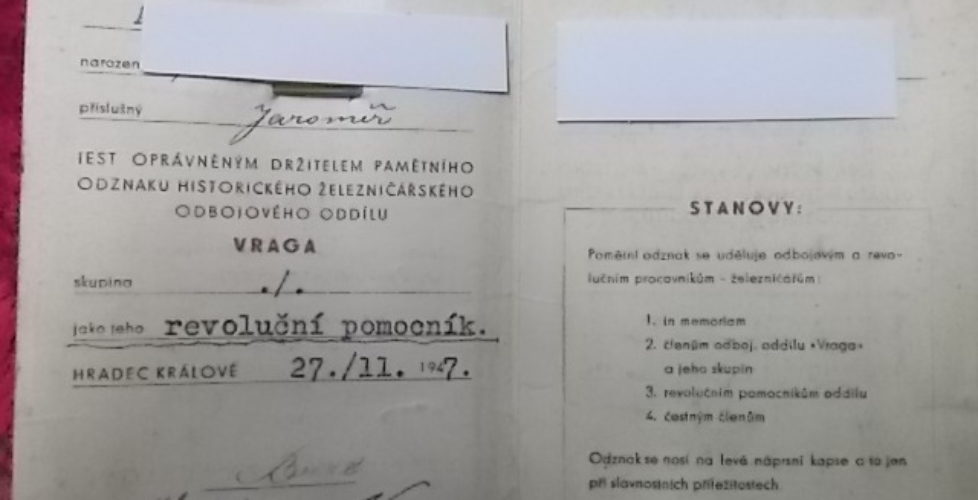 narozen
příslušný Jaroměř
JEST OPRÁVNĚNÝM DRŽITELEM PAMĚTNÍHO
ODZNAKU HISTORICKÉHO ŽELEZNIČÁŘSKÉHO
ODBOJOVÉHO ODDÍLU
VRAGA
skupina ./.
jako jeho revoluční pomocník.
HRADEC KRÁLOVÉ 27./11. 1947.
STANOVY:
Pamětní odznak se uděluje odbojovým a revo-
lučním pracovníkům - železničářům:
1. in memoriam
2. členům odboj. oddílu »Vraga«
a jeho skupin
3. revolučním pomocníkům oddílu
4. čestným členům
Odznak se nosí na levé náprsní kapse a to jen
při slavnostních příležitostech